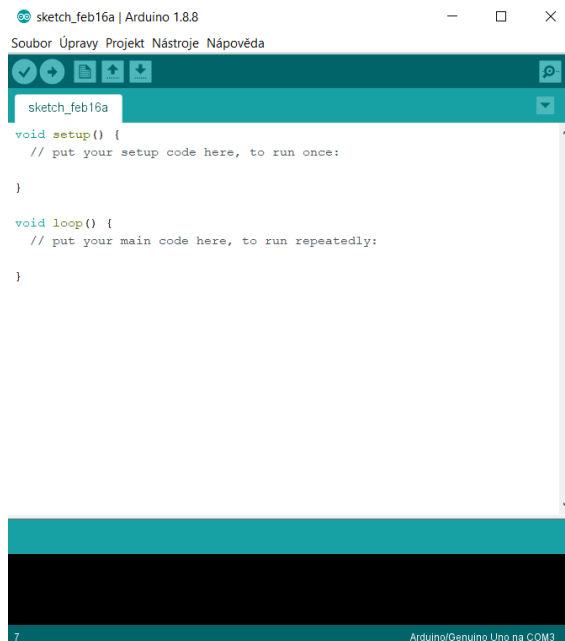 sketch_feb16a | Arduino 1.8.8
Soubor Úpravy Projekt Nástroje Nápověda
sketch_feb16a
void setup() {
  // put your setup code here, to run once:
}
void loop() {
  // put your main code here, to run repeatedly:
}
7 Arduino/Genuino Uno na COM3